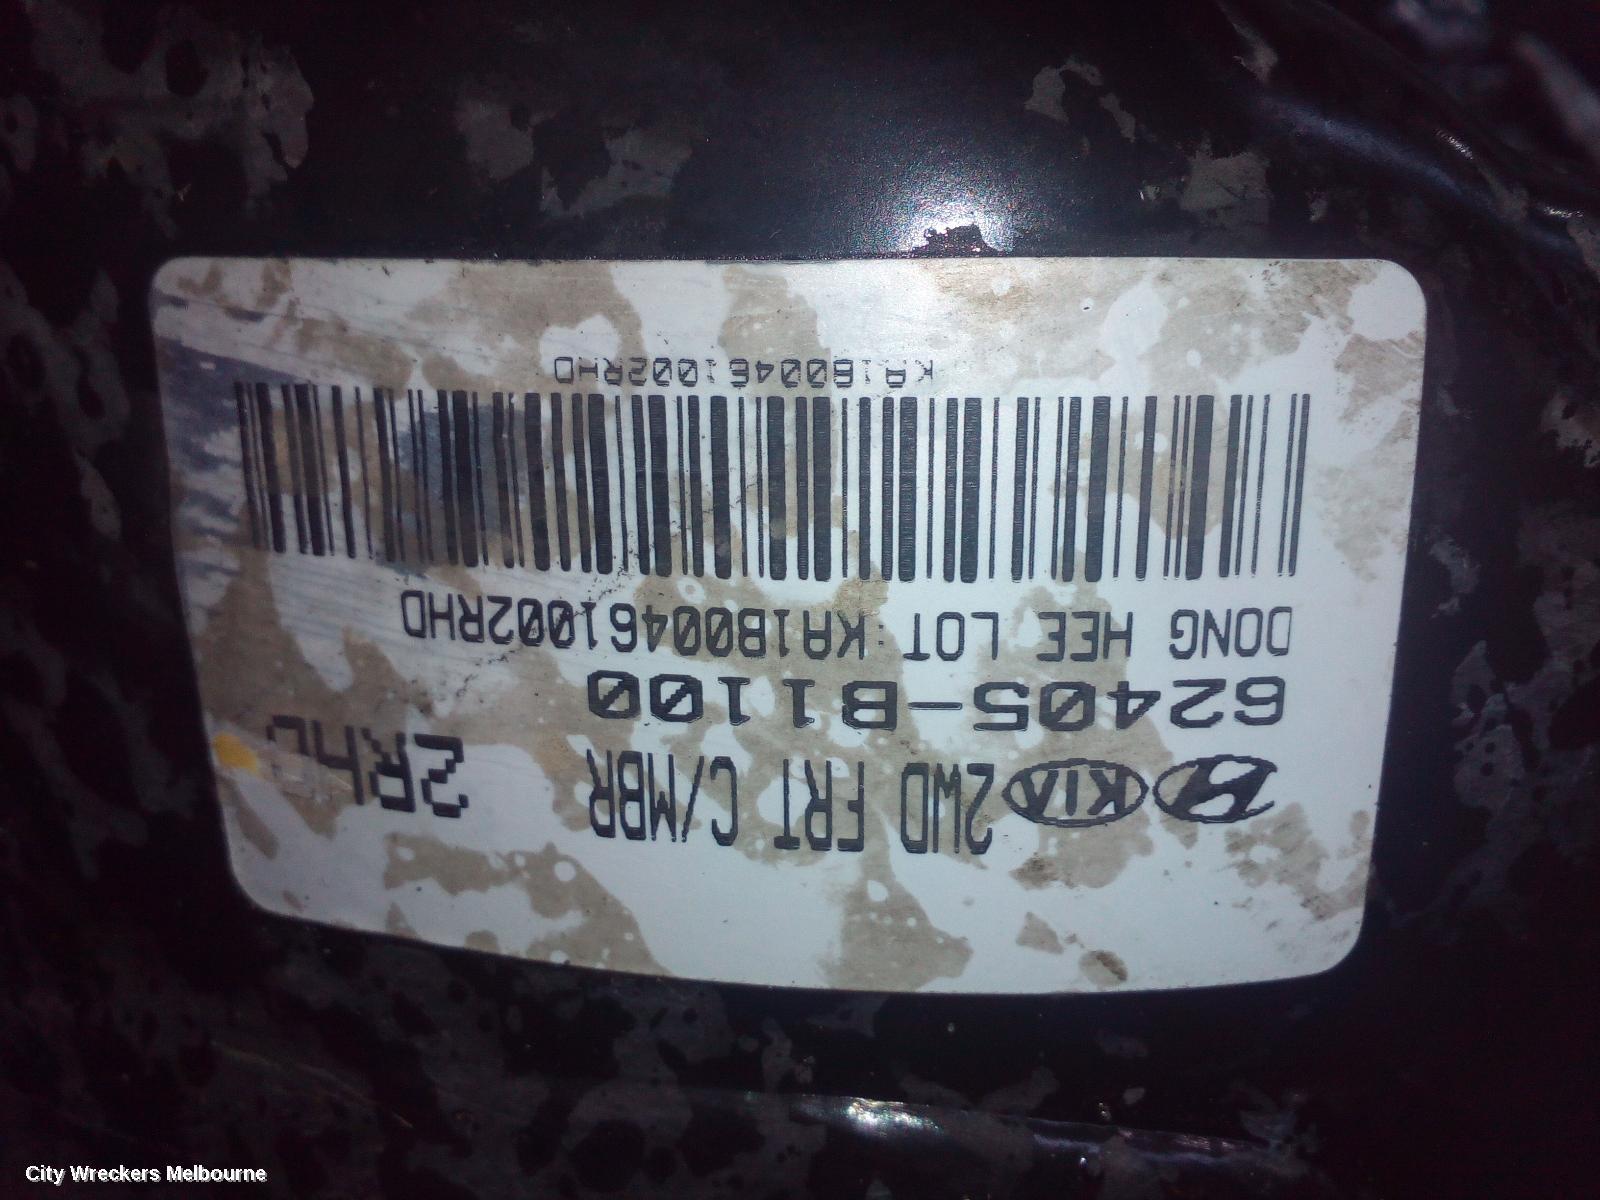 KIA 2WD FRT C/MBR 2RHD
62405-B1100
DONG HEE LOT:KA1B00461002RHD
KA1B00461002RHD
City Wreckers Melbourne